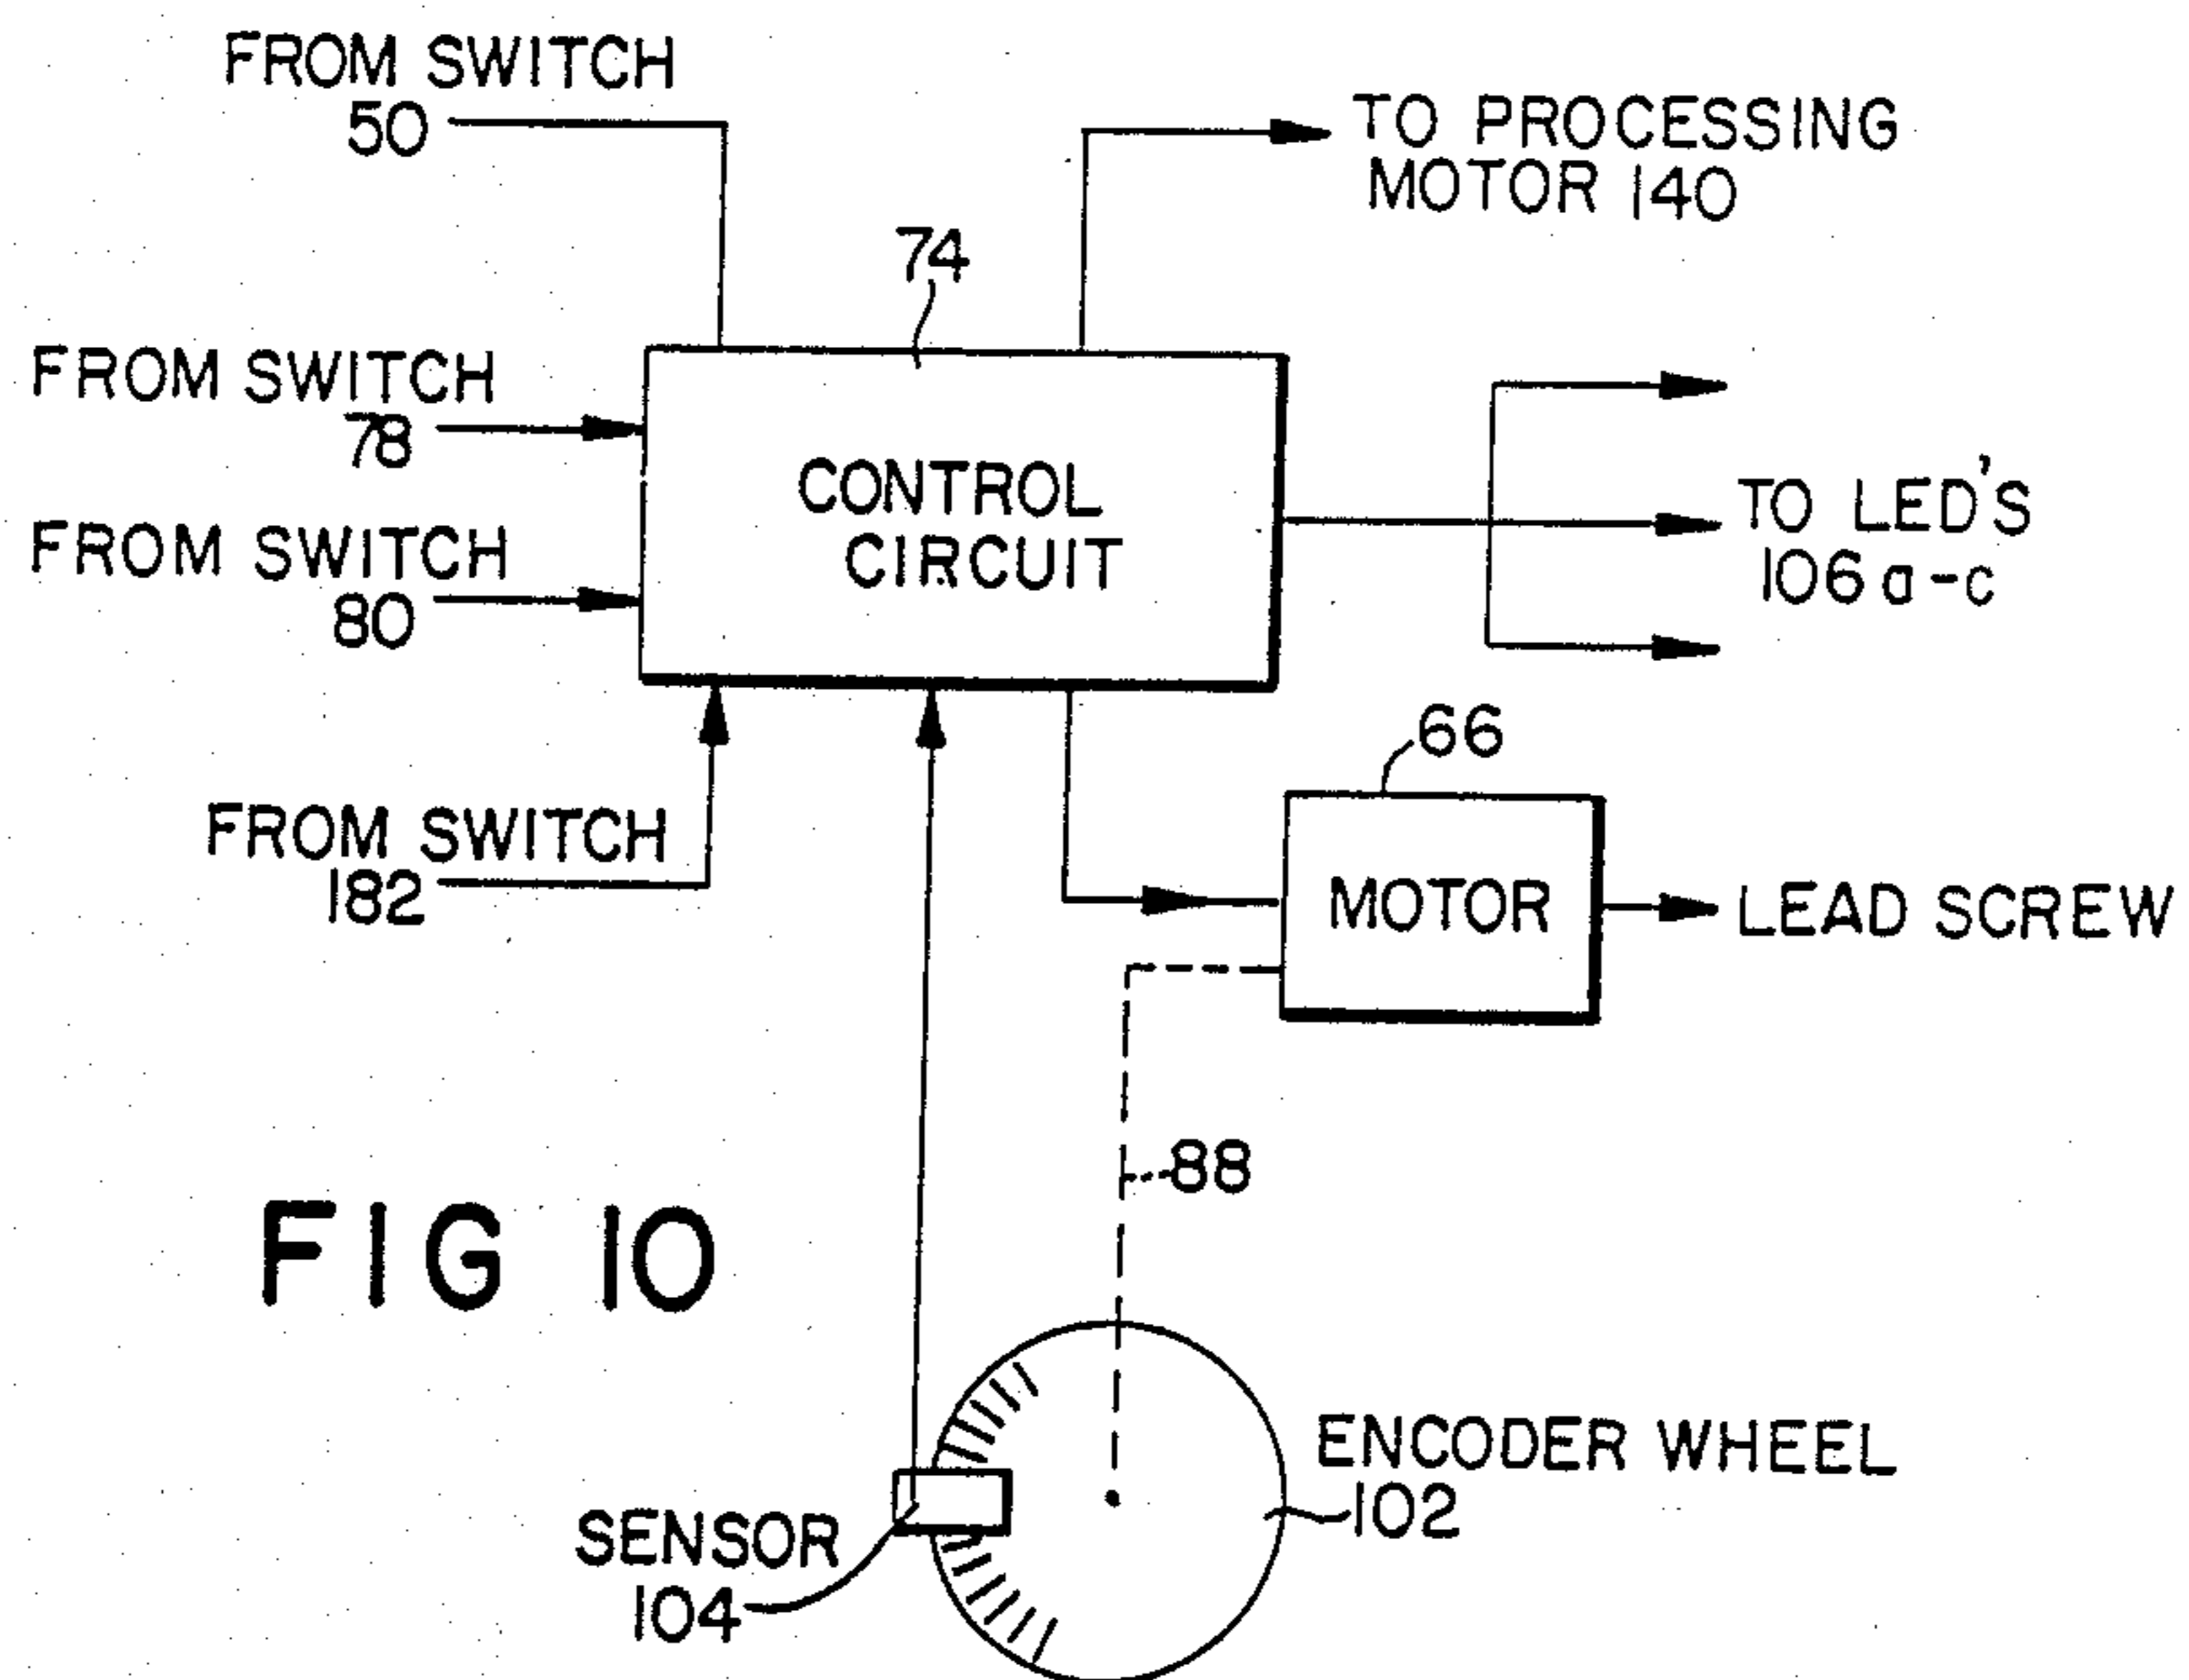 FROM SWITCH
50
TO PROCESSING
MOTOR 140
74
FROM SWITCH
78
CONTROL
CIRCUIT
FROM SWITCH
80
TO LED'S
106 a-c
66
FROM SWITCH
182
MOTOR
LEAD SCREW
88
FIG 10
ENCODER WHEEL
102
SENSOR
104